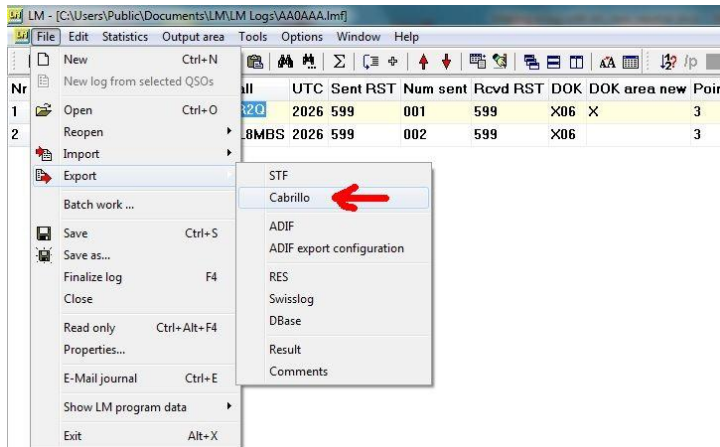 LM - [C:\Users\Public\Documents\LM\LM Logs\AA0AAA.lmf]
File Edit Statistics Output area Tools Options Window Help
/p
Nr all UTC Sent RST Num sent Rcvd RST DOK DOK area new Poin
1 R2Q 2026 599 001 599 X06 X 3
2 L8MBS 2026 599 002 599 X06 3
New Ctrl+N
New log from selected QSOs
Open Ctrl+O
Reopen
Import
Export
Batch work ...
Save Ctrl+S
Save as...
Finalize log F4
Close
Read only Ctrl+Alt+F4
Properties...
E-Mail journal Ctrl+E
Show LM program data
Exit Alt+X
STF
Cabrillo
ADIF
ADIF export configuration
RES
Swisslog
DBase
Result
Comments